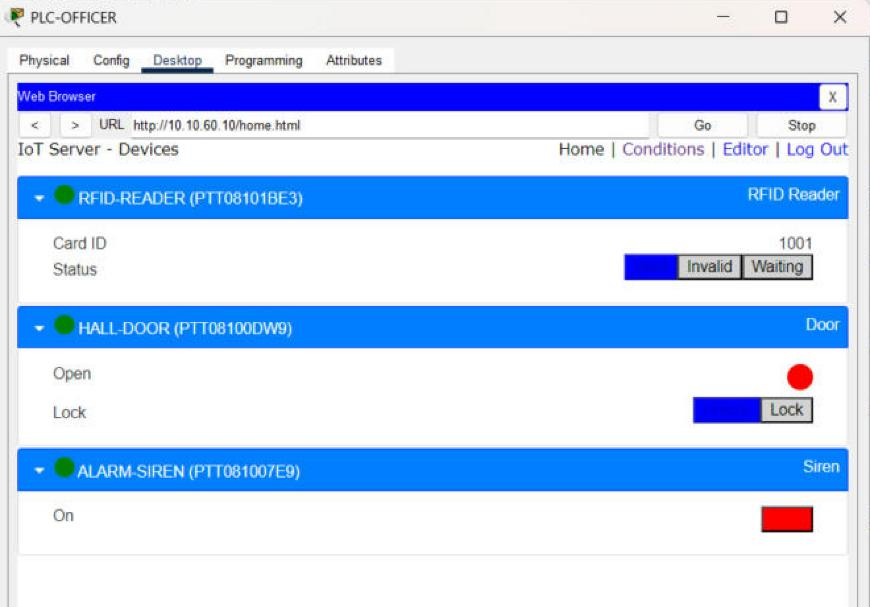 PLC-OFFICER
Physical Config Desktop Programming Attributes
Web Browser X
< > URL http://10.10.60.10/home.html Go Stop
IoT Server - Devices Home | Conditions | Editor | Log Out
RFID-READER (PTT08101BE3) RFID Reader
Card ID 1001
Status Invalid Waiting
HALL-DOOR (PTT08100DW9) Door
Open
Lock Lock
ALARM-SIREN (PTT081007E9) Siren
On